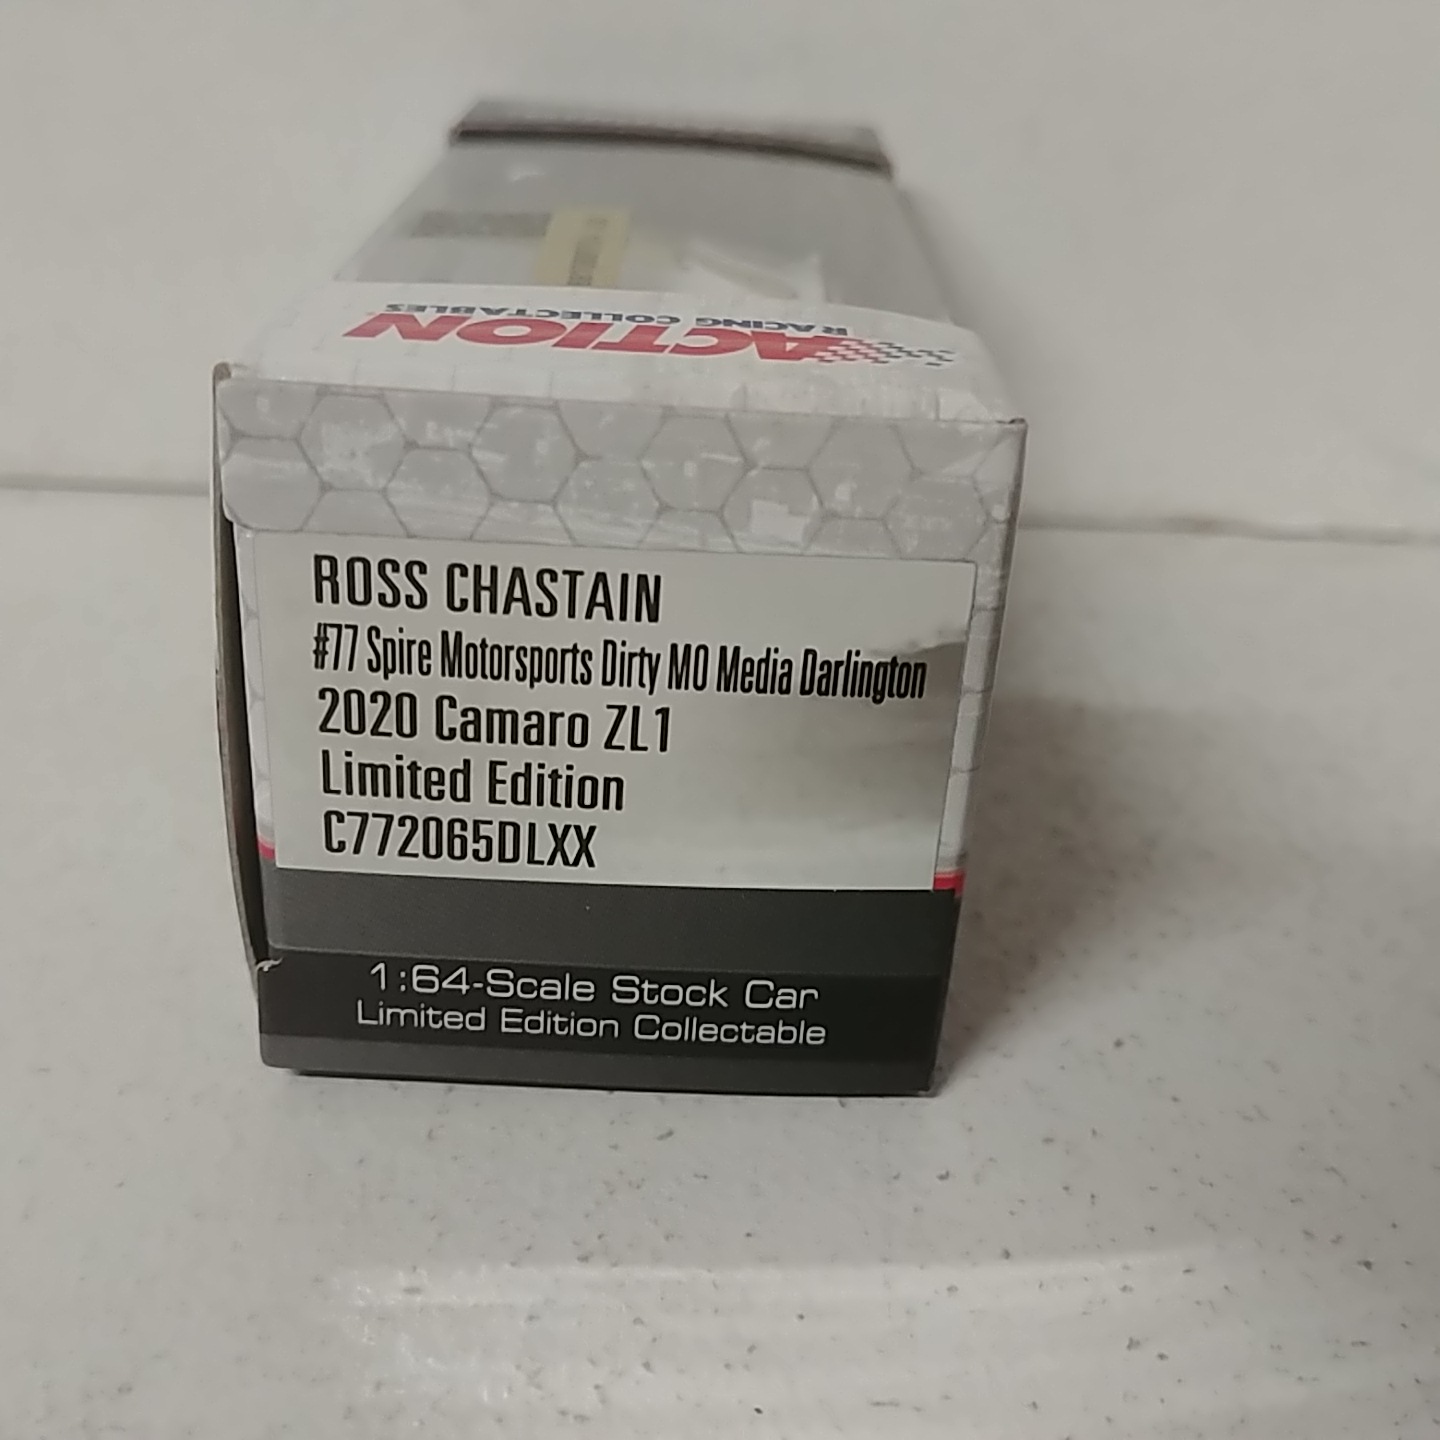 ACTION
RACING COLLECTABLES
ROSS CHASTAIN
#77 Spire Motorsports Dirty MO Media Darlington
2020 Camaro ZL1
Limited Edition
C772065DLXX
1:64-Scale Stock Car
Limited Edition Collectable